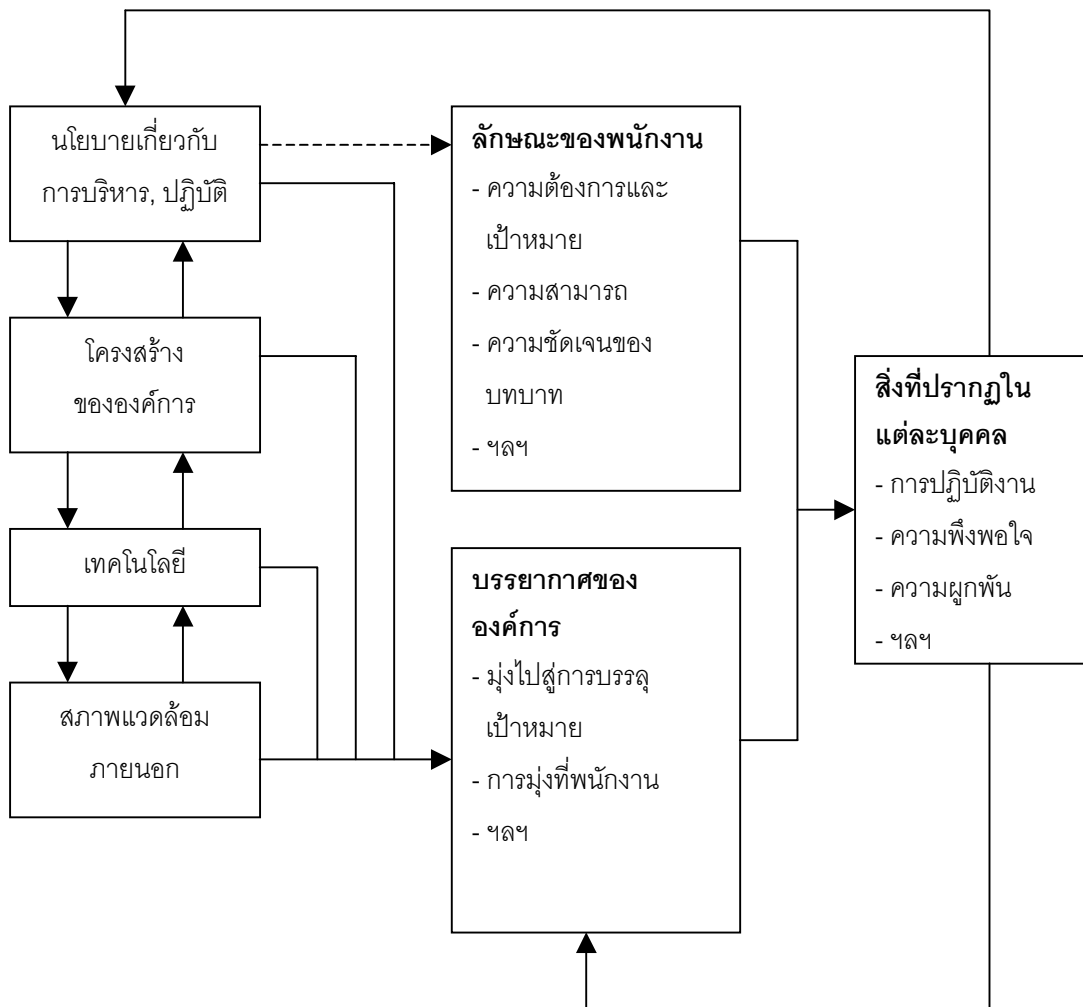 นโยบายเกี่ยวกับ
การบริหาร, ปฏิบัติ
โครงสร้าง
ขององค์การ
เทคโนโลยี
สภาพแวดล้อม
ภายนอก
ลักษณะของพนักงาน
- ความต้องการและ
เป้าหมาย
- ความสามารถ
- ความชัดเจนของ
บทบาท
- ฯลฯ
บรรยากาศของ
องค์การ
- มุ่งไปสู่การบรรลุ
เป้าหมาย
- การมุ่งที่พนักงาน
- ฯลฯ
สิ่งที่ปรากฏใน
แต่ละบุคคล
- การปฏิบัติงาน
- ความพึงพอใจ
- ความผูกพัน
- ฯลฯ